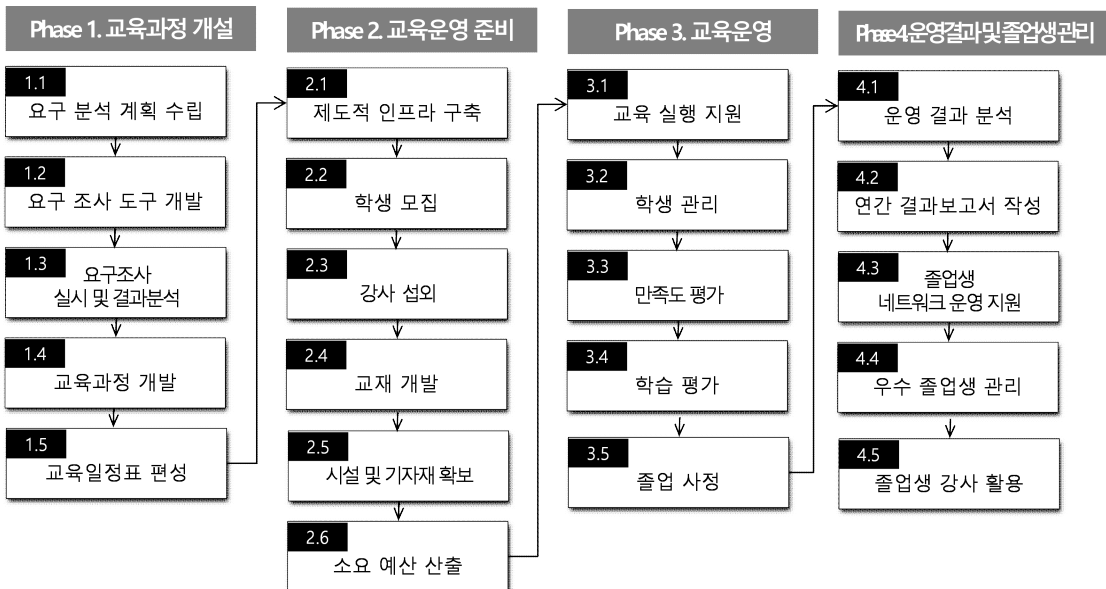 Phase 1. 교육과정 개설
1.1
요구 분석 계획 수립
1.2
요구 조사 도구 개발
1.3
요구조사
실시 및 결과분석
1.4
교육과정 개발
1.5
교육일정표 편성
Phase 2. 교육운영 준비
2.1
제도적 인프라 구축
2.2
학생 모집
2.3
강사 섭외
2.4
교재 개발
2.5
시설 및 기자재 확보
2.6
소요 예산 산출
Phase 3. 교육운영
3.1
교육 실행 지원
3.2
학생 관리
3.3
만족도 평가
3.4
학습 평가
3.5
졸업 사정
Phase4.운영결과 및 졸업생 관리
4.1
운영 결과 분석
4.2
연간 결과보고서 작성
4.3
졸업생
네트워크 운영 지원
4.4
우수 졸업생 관리
4.5
졸업생 강사 활용